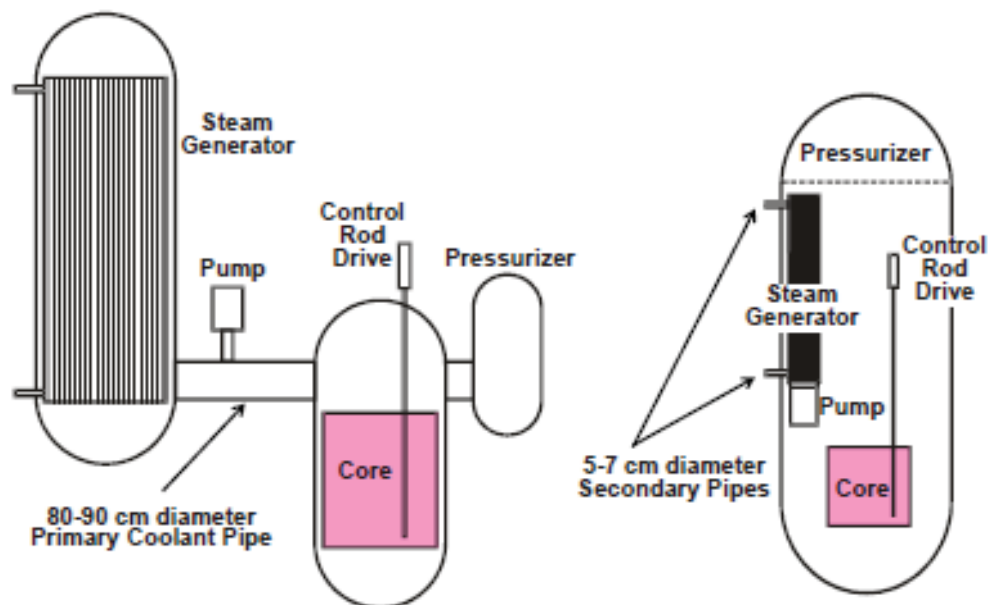 Steam
Generator
Pump
Control
Rod
Drive
Pressurizer
Core
80-90 cm diameter
Primary Coolant Pipe
Pressurizer
Control
Rod
Drive
Steam
Generator
Pump
Core
5-7 cm diameter
Secondary Pipes